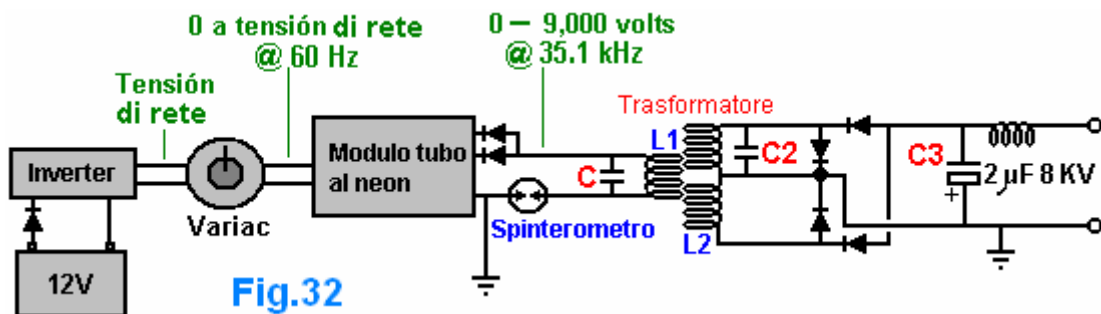 0 a tensión di rete
@ 60 Hz
0 – 9,000 volts
@ 35.1 kHz
Tensión
di rete
Trasformatore
Inverter
Variac
Modulo tubo
al neon
C
Spinterometro
L1
L2
C2
C3
2 µF 8 KV
+
12V
Fig.32